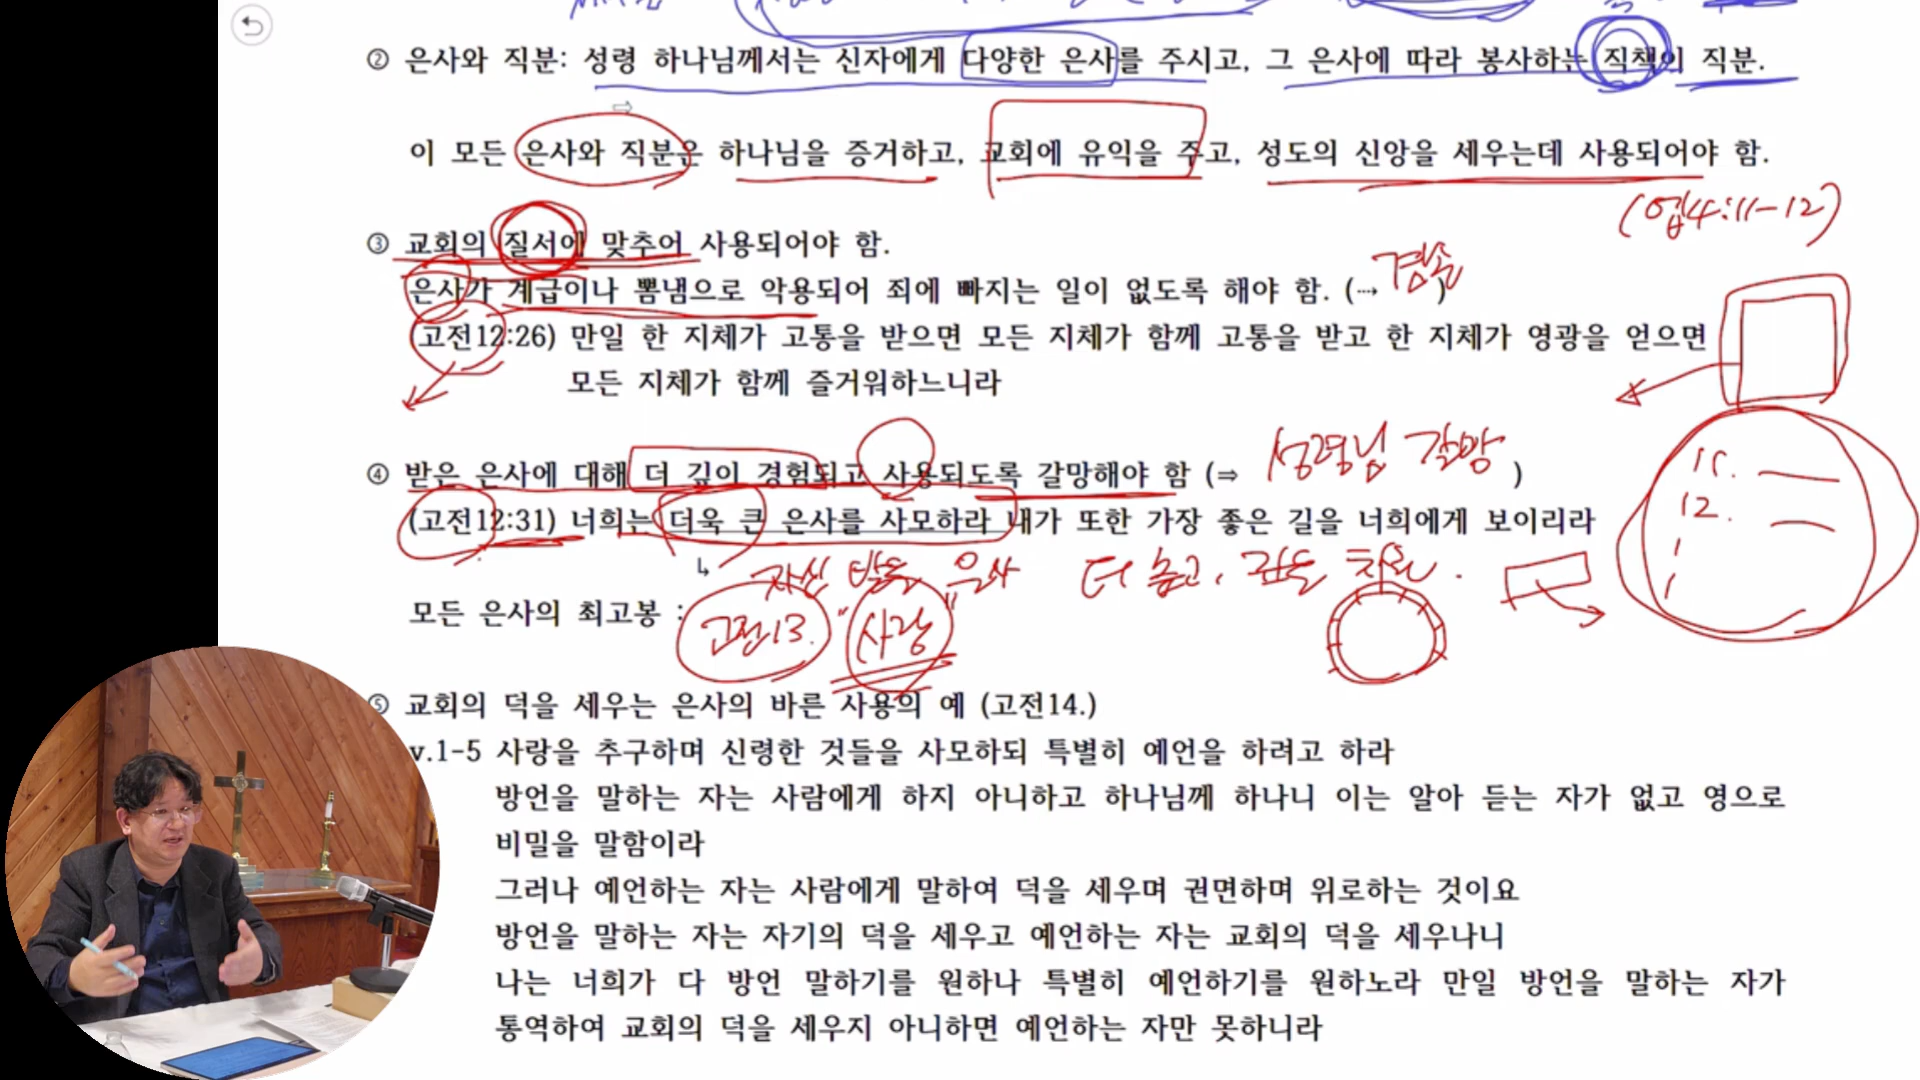 ② 은사와 직분: 성령 하나님께서는 신자에게 다양한 은사를 주시고, 그 은사에 따라 봉사하는 직책이 직분.
⇨
이 모든 은사와 직분은 하나님을 증거하고, 교회에 유익을 주고, 성도의 신앙을 세우는데 사용되어야 함.
(엡4:11-12)
③ 교회의 질서에 맞추어 사용되어야 함.
은사가 계급이나 뽐냄으로 악용되어 죄에 빠지는 일이 없도록 해야 함. (⇢ 겸손 )
(고전12:26) 만일 한 지체가 고통을 받으면 모든 지체가 함께 고통을 받고 한 지체가 영광을 얻으면
모든 지체가 함께 즐거워하느니라
④ 받은 은사에 대해 더 깊이 경험되고 사용되도록 갈망해야 함 (⇒ 성령님 갈망 )
(고전12:31) 너희는 더욱 큰 은사를 사모하라 내가 또한 가장 좋은 길을 너희에게 보이리라
↳ 자신 받은 은사 더 높고, 깊은 차원.
모든 은사의 최고봉 : 고전13. "사랑"
11.
12.
⑤ 교회의 덕을 세우는 은사의 바른 사용의 예 (고전14.)
v.1-5 사랑을 추구하며 신령한 것들을 사모하되 특별히 예언을 하려고 하라
방언을 말하는 자는 사람에게 하지 아니하고 하나님께 하나니 이는 알아 듣는 자가 없고 영으로
비밀을 말함이라
그러나 예언하는 자는 사람에게 말하여 덕을 세우며 권면하며 위로하는 것이요
방언을 말하는 자는 자기의 덕을 세우고 예언하는 자는 교회의 덕을 세우나니
나는 너희가 다 방언 말하기를 원하나 특별히 예언하기를 원하노라 만일 방언을 말하는 자가
통역하여 교회의 덕을 세우지 아니하면 예언하는 자만 못하니라